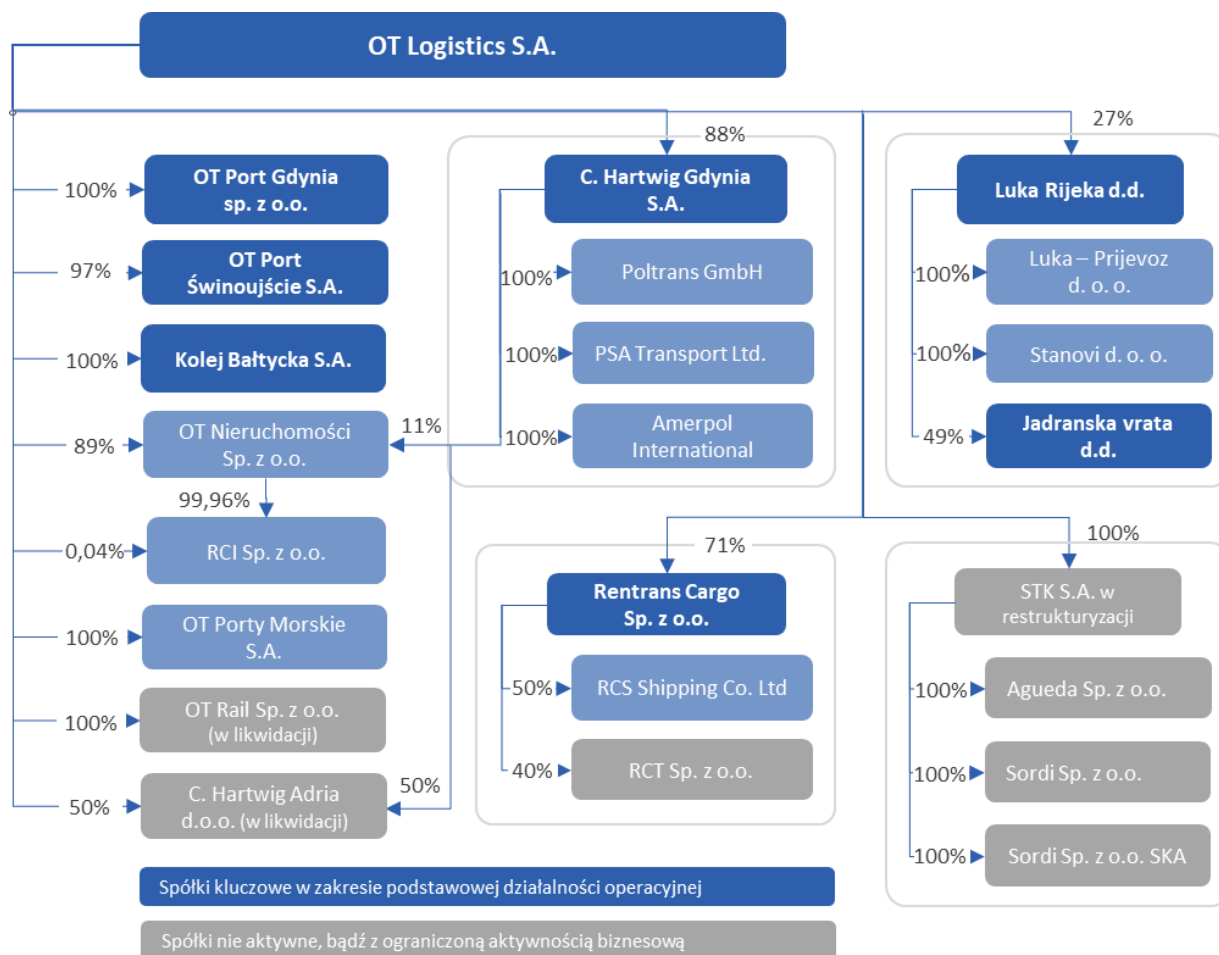 OT Logistics S.A.
100%
OT Port Gdynia
sp. z o.o.
97%
OT Port
Świnoujście S.A.
100%
Kolej Bałtycka S.A.
89%
OT Nieruchomości
Sp. z o.o.
11%
99,96%
0,04%
RCI Sp. z o.o.
100%
OT Porty Morskie
S.A.
100%
OT Rail Sp. z o.o.
(w likwidacji)
50%
C. Hartwig Adria
d.o.o. (w likwidacji)
50%
88%
C. Hartwig Gdynia
S.A.
100%
Poltrans GmbH
100%
PSA Transport Ltd.
100%
Amerpol
International
27%
Luka Rijeka d.d.
100%
Luka – Prijevoz
d. o. o.
100%
Stanovi d. o. o.
49%
Jadranska vrata
d.d.
71%
Rentrans Cargo
Sp. z o.o.
50%
RCS Shipping Co. Ltd
40%
RCT Sp. z o.o.
100%
STK S.A. w
restrukturyzacji
100%
Agueda Sp. z o.o.
100%
Sordi Sp. z o.o.
100%
Sordi Sp. z o.o. SKA
Spółki kluczowe w zakresie podstawowej działalności operacyjnej
Spółki nie aktywne, bądź z ograniczoną aktywnością biznesową